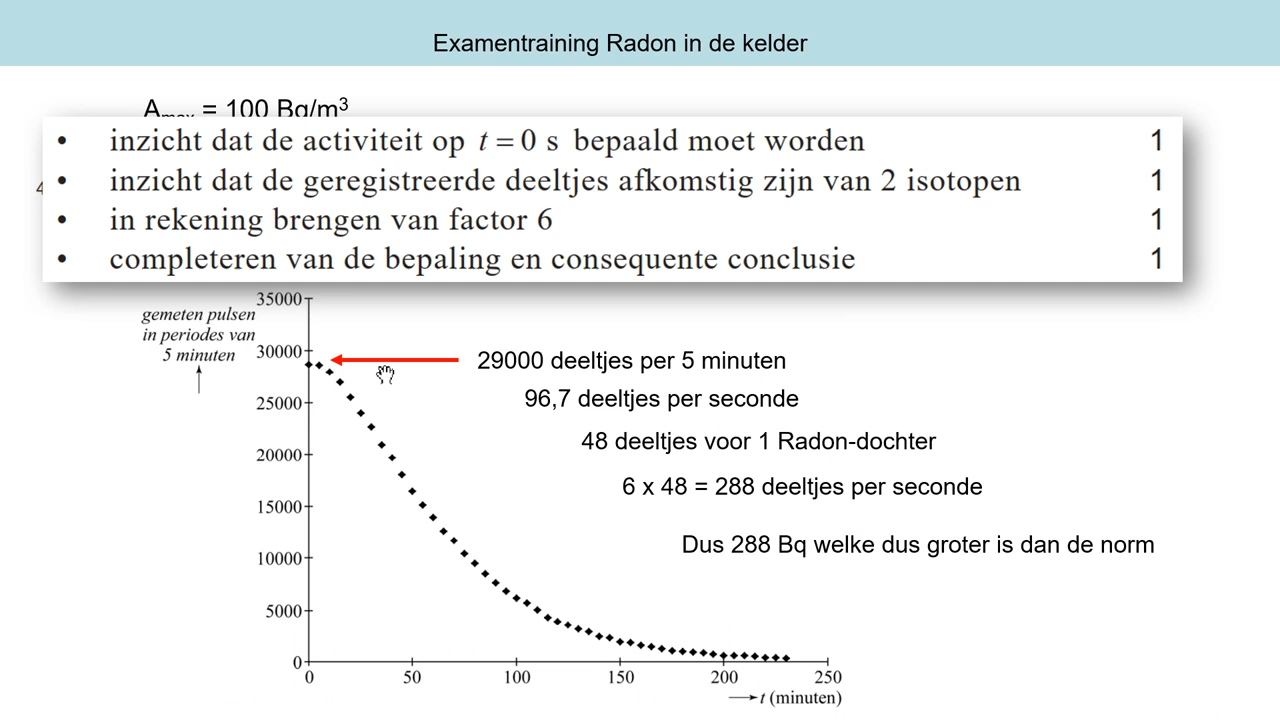 Examentraining Radon in de kelder
= 100 Bq/m³
• inzicht dat de activiteit op t = 0 s bepaald moet worden 1
4
• inzicht dat de geregistreerde deeltjes afkomstig zijn van 2 isotopen 1
• in rekening brengen van factor 6 1
• completeren van de bepaling en consequente conclusie 1
gemeten pulsen
in periodes van
5 minuten
35000
30000
25000
20000
15000
10000
5000
0
29000 deeltjes per 5 minuten
96,7 deeltjes per seconde
48 deeltjes voor 1 Radon-dochter
6 x 48 = 288 deeltjes per seconde
Dus 288 Bq welke dus groter is dan de norm
0 50 100 150 200 250
t (minuten)